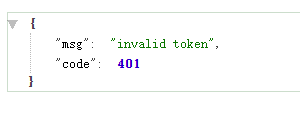 {
"msg": "invalid token",
"code": 401
}